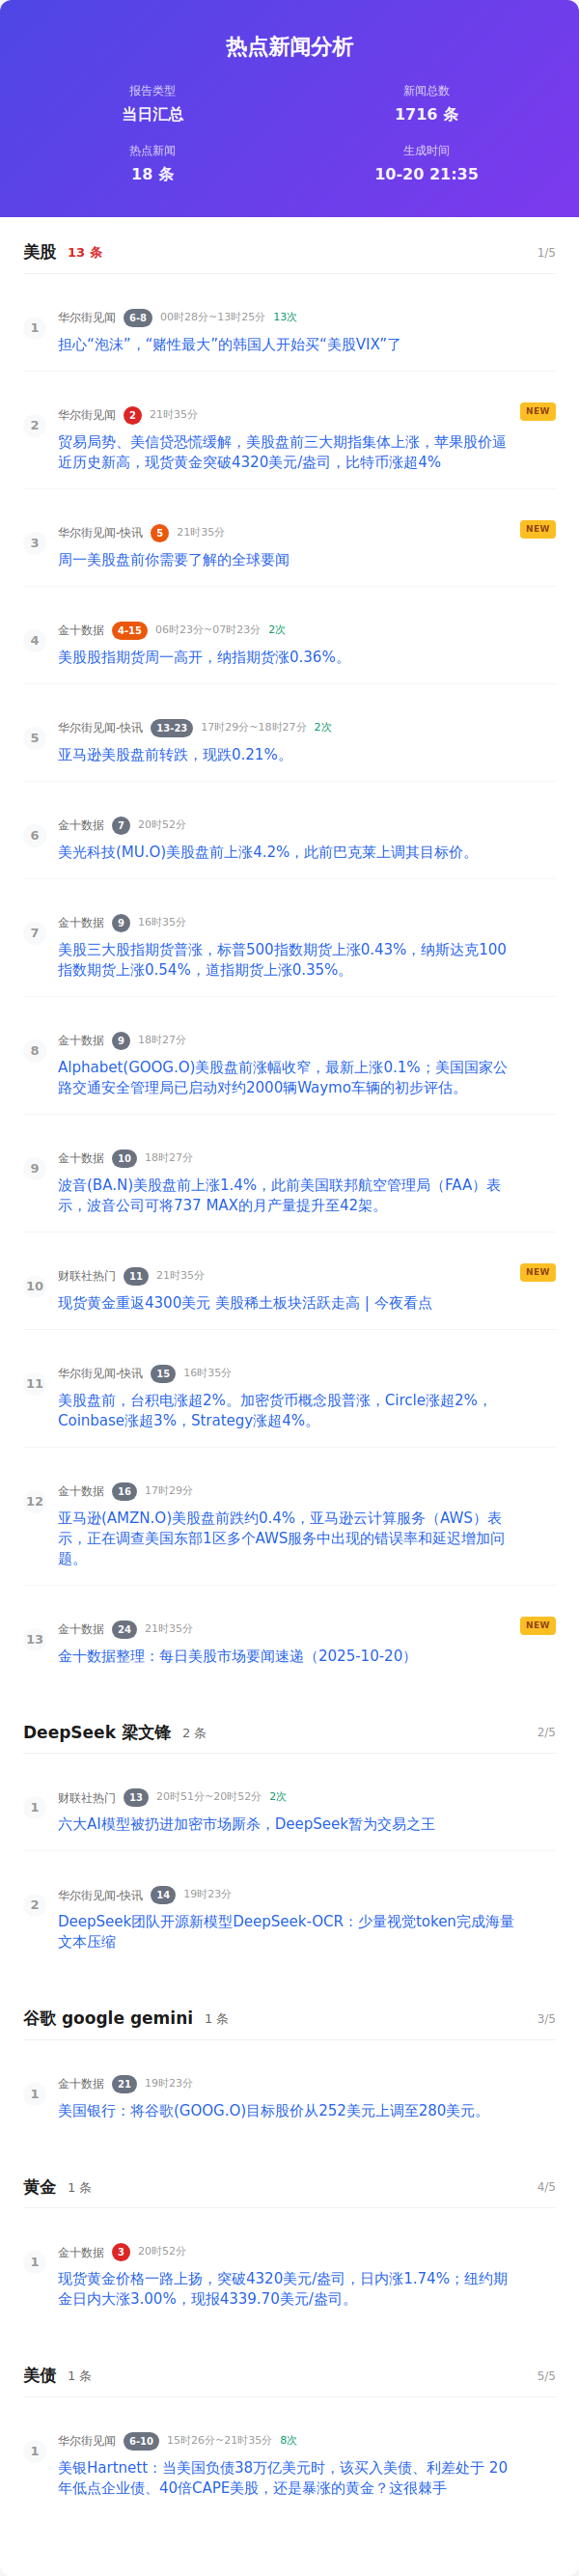 热点新闻分析
报告类型
新闻总数
当日汇总
1716 条
热点新闻
生成时间
18 条
10-20 21:35
美股 13 条 1/5
1
华尔街见闻 6-8 00时28分~13时25分 13次
担心“泡沫”，“赌性最大”的韩国人开始买“美股VIX”了
2
华尔街见闻 2 21时35分 NEW
贸易局势、美信贷恐慌缓解，美股盘前三大期指集体上涨，苹果股价逼
近历史新高，现货黄金突破4320美元/盎司，比特币涨超4%
3
华尔街见闻-快讯 5 21时35分 NEW
周一美股盘前你需要了解的全球要闻
4
金十数据 4-15 06时23分~07时23分 2次
美股股指期货周一高开，纳指期货涨0.36%。
5
华尔街见闻-快讯 13-23 17时29分~18时27分 2次
亚马逊美股盘前转跌，现跌0.21%。
6
金十数据 7 20时52分
美光科技(MU.O)美股盘前上涨4.2%，此前巴克莱上调其目标价。
7
金十数据 9 16时35分
美股三大股指期货普涨，标普500指数期货上涨0.43%，纳斯达克100
指数期货上涨0.54%，道指期货上涨0.35%。
8
金十数据 9 18时27分
Alphabet(GOOG.O)美股盘前涨幅收窄，最新上涨0.1%；美国国家公
路交通安全管理局已启动对约2000辆Waymo车辆的初步评估。
9
金十数据 10 18时27分
波音(BA.N)美股盘前上涨1.4%，此前美国联邦航空管理局（FAA）表
示，波音公司可将737 MAX的月产量提升至42架。
10
财联社热门 11 21时35分 NEW
现货黄金重返4300美元 美股稀土板块活跃走高 | 今夜看点
11
华尔街见闻-快讯 15 16时35分
美股盘前，台积电涨超2%。加密货币概念股普涨，Circle涨超2%，
Coinbase涨超3%，Strategy涨超4%。
12
金十数据 16 17时29分
亚马逊(AMZN.O)美股盘前跌约0.4%，亚马逊云计算服务（AWS）表
示，正在调查美国东部1区多个AWS服务中出现的错误率和延迟增加问
题。
13
金十数据 24 21时35分 NEW
金十数据整理：每日美股市场要闻速递（2025-10-20）
DeepSeek 梁文锋 2 条 2/5
1
财联社热门 13 20时51分~20时52分 2次
六大AI模型被扔进加密市场厮杀，DeepSeek暂为交易之王
2
华尔街见闻-快讯 14 19时23分
DeepSeek团队开源新模型DeepSeek-OCR：少量视觉token完成海量
文本压缩
谷歌 google gemini 1 条 3/5
1
金十数据 21 19时23分
美国银行：将谷歌(GOOG.O)目标股价从252美元上调至280美元。
黄金 1 条 4/5
1
金十数据 3 20时52分
现货黄金价格一路上扬，突破4320美元/盎司，日内涨1.74%；纽约期
金日内大涨3.00%，现报4339.70美元/盎司。
美债 1 条 5/5
1
华尔街见闻 6-10 15时26分~21时35分 8次
美银Hartnett：当美国负债38万亿美元时，该买入美债、利差处于 20
年低点企业债、40倍CAPE美股，还是暴涨的黄金？这很棘手